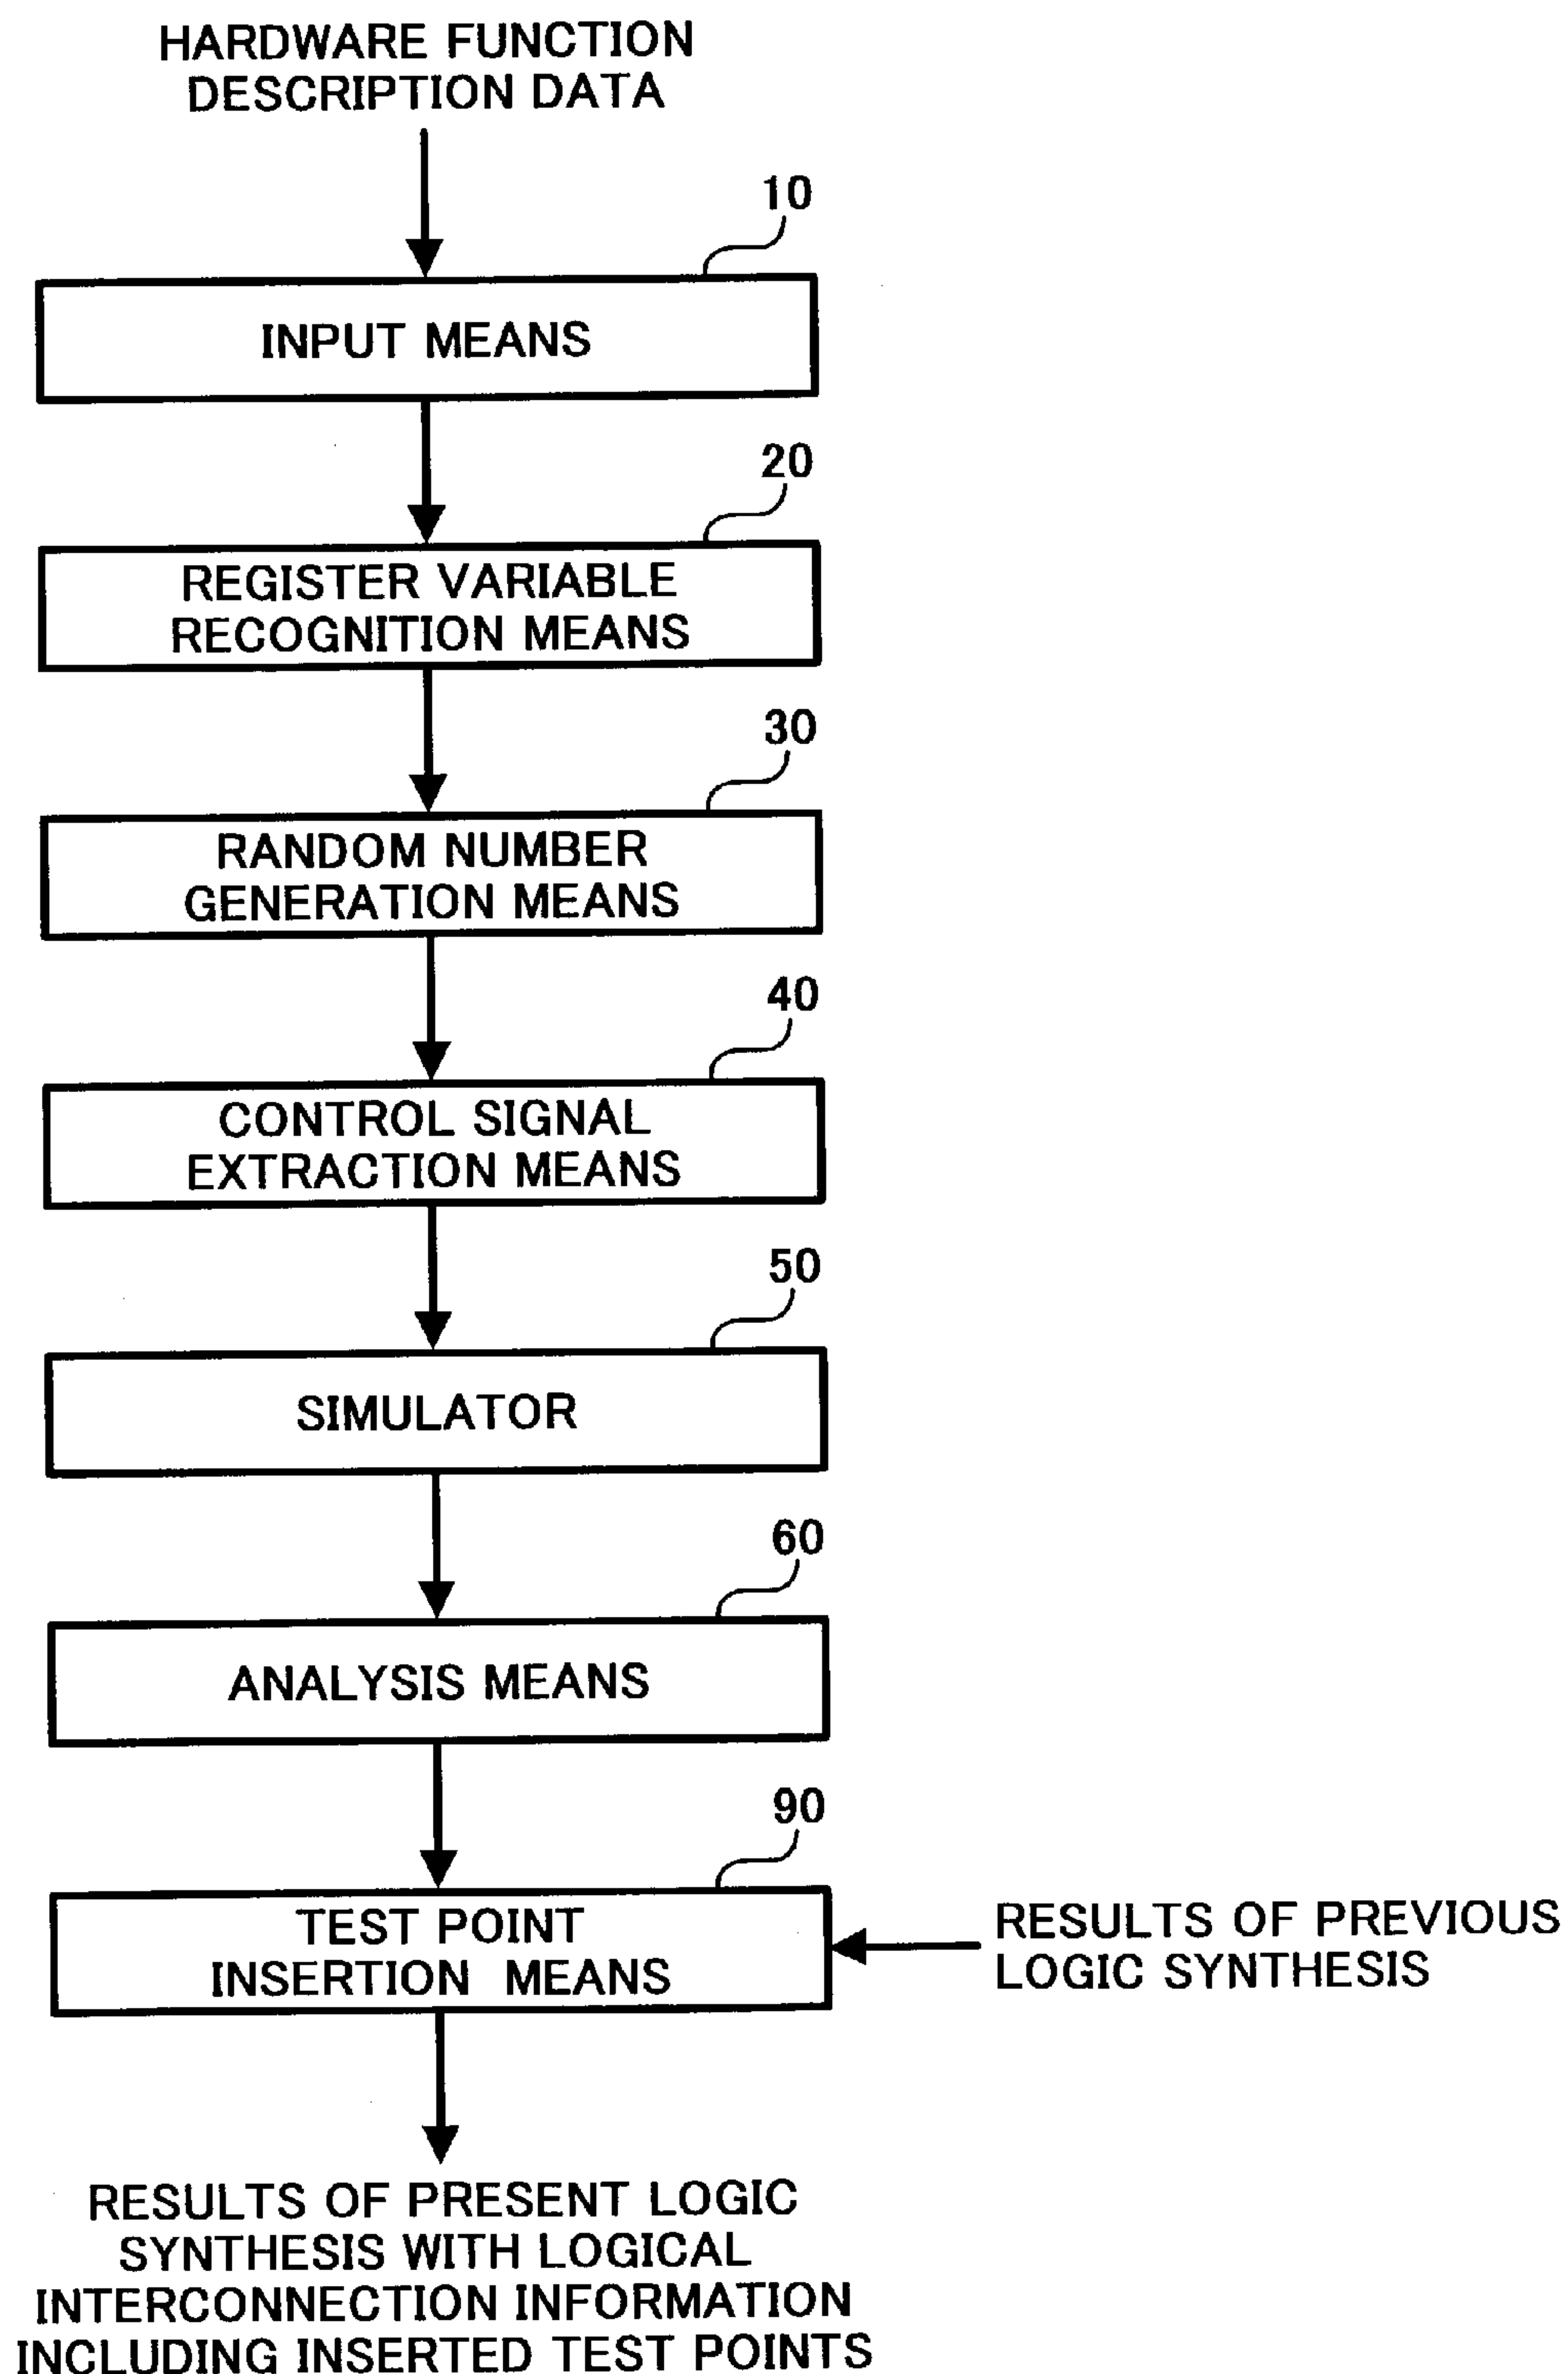 HARDWARE FUNCTION
DESCRIPTION DATA
10
INPUT MEANS
20
REGISTER VARIABLE
RECOGNITION MEANS
30
RANDOM NUMBER
GENERATION MEANS
40
CONTROL SIGNAL
EXTRACTION MEANS
50
SIMULATOR
60
ANALYSIS MEANS
90
TEST POINT
INSERTION MEANS
RESULTS OF PREVIOUS
LOGIC SYNTHESIS
RESULTS OF PRESENT LOGIC
SYNTHESIS WITH LOGICAL
INTERCONNECTION INFORMATION
INCLUDING INSERTED TEST POINTS